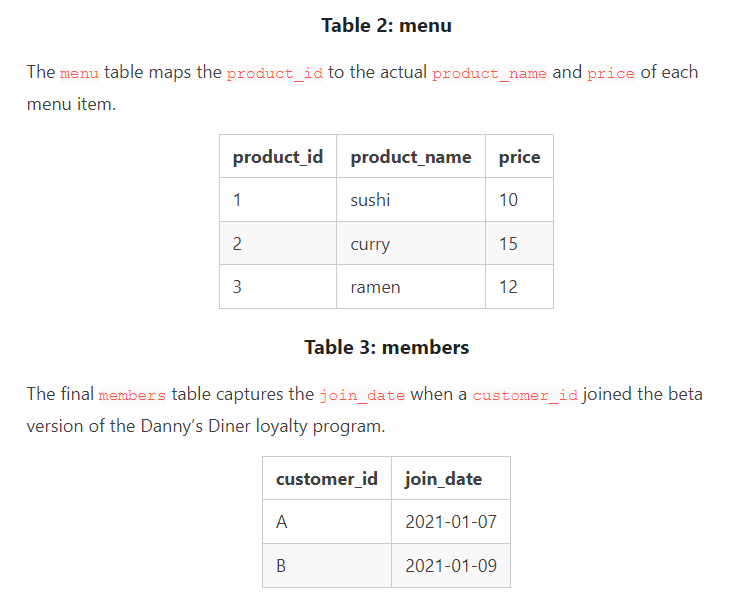 Table 2: menu
The menu table maps the product_id to the actual product_name and price of each
menu item.
product_id product_name price
1 sushi 10
2 curry 15
3 ramen 12
Table 3: members
The final members table captures the join_date when a customer_id joined the beta
version of the Danny’s Diner loyalty program.
customer_id join_date
A 2021-01-07
B 2021-01-09